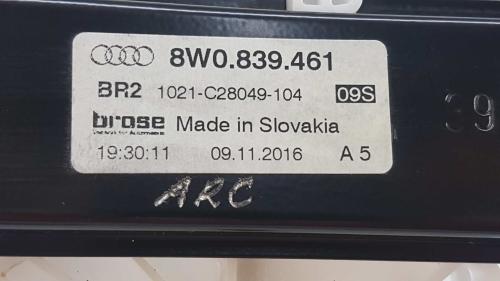 8W0.839.461
BR2 1021-C28049-104 09S
brose Made in Slovakia
19:30:11 09.11.2016 A 5
ARC